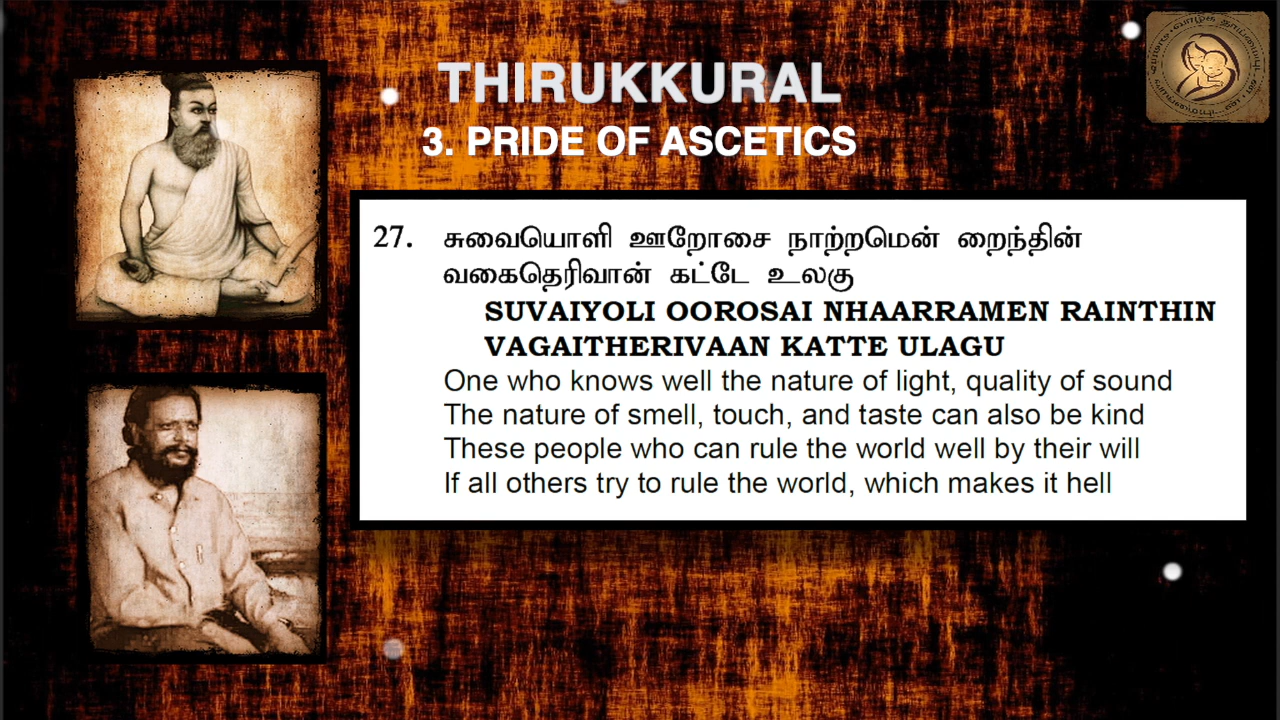 THIRUKKURAL
3. PRIDE OF ASCETICS
27. சுவையொளி ஊறோசை நாற்றமென் றைந்தின்
வகைதெரிவான் கட்டே உலகு
SUVAIYOLI OOROSAI NHAARRAMEN RAINTHIN
VAGAITHERIVAAN KATTE ULAGU
One who knows well the nature of light, quality of sound
The nature of smell, touch, and taste can also be kind
These people who can rule the world well by their will
If all others try to rule the world, which makes it hell